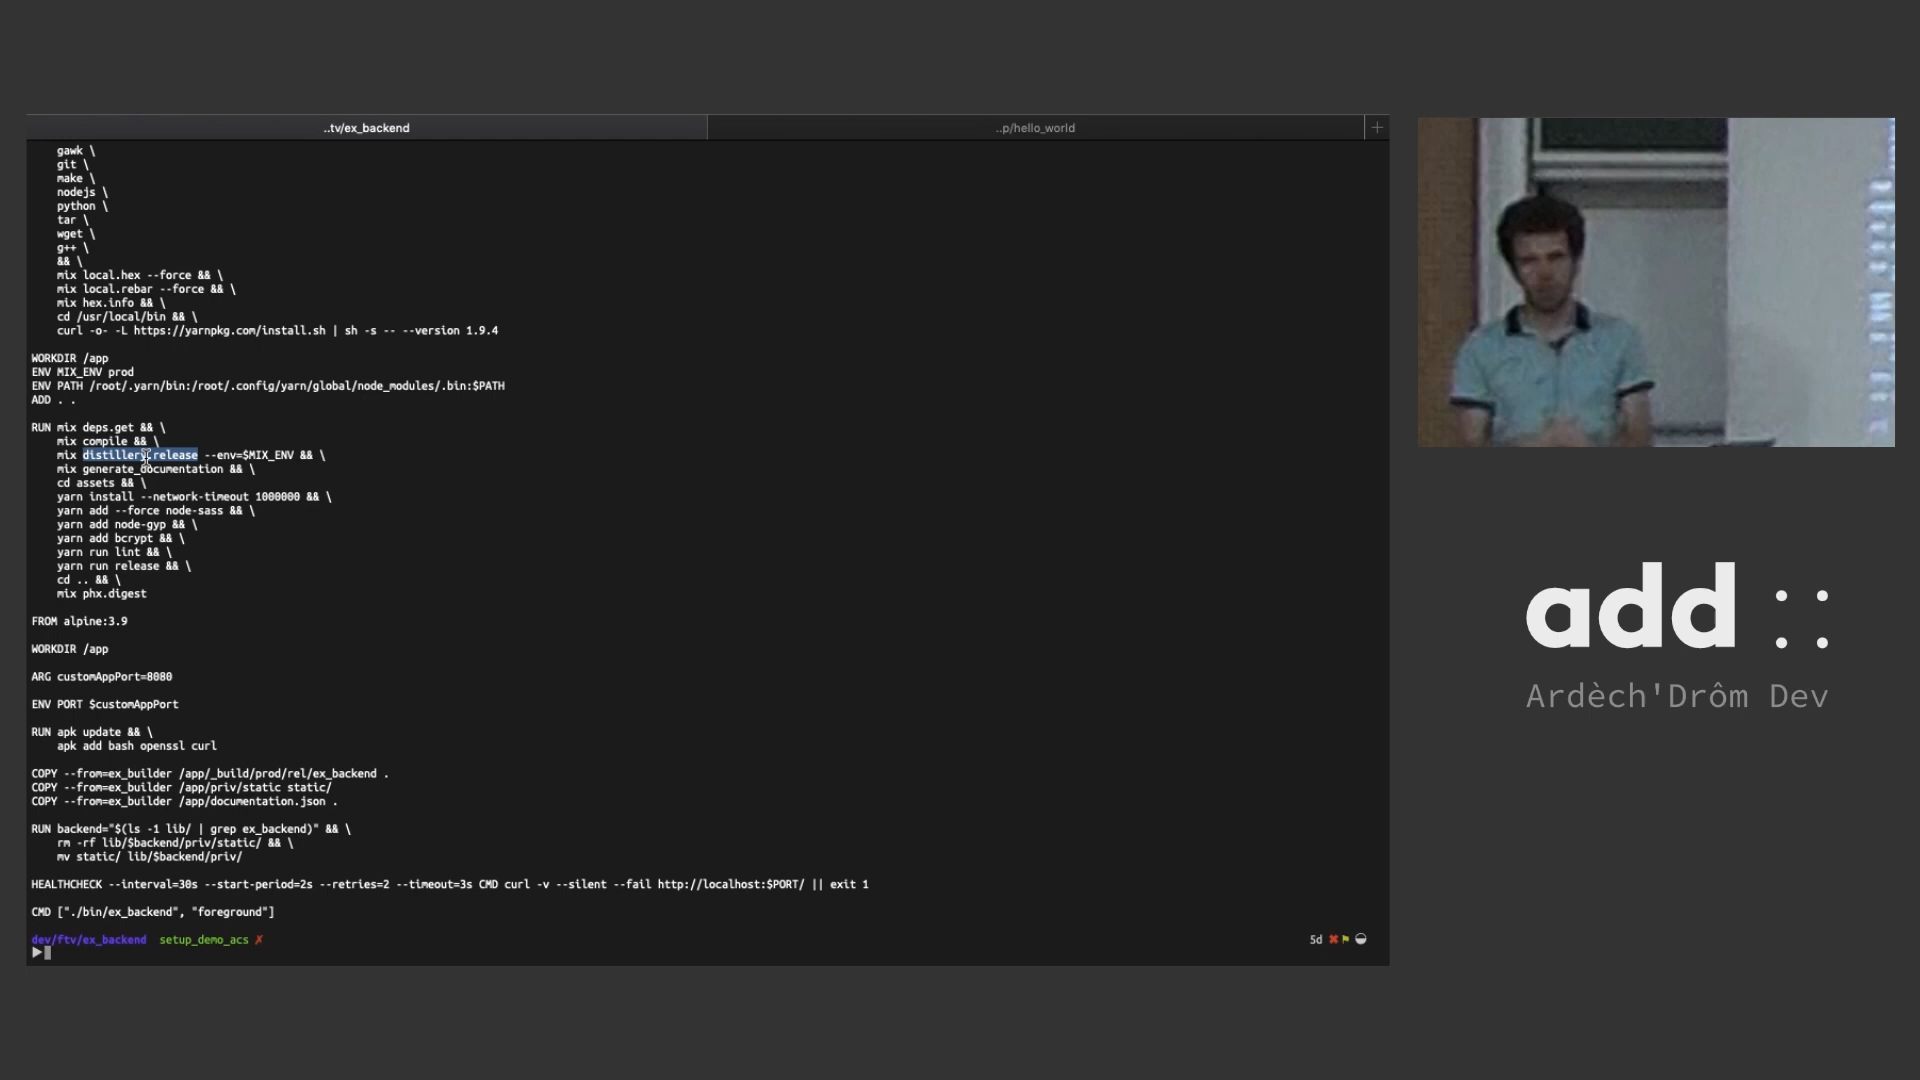 ..tv/ex_backend
..p/hello_world
gawk \
git \
make \
nodejs \
python \
tar \
wget \
g++ \
&& \
mix local.hex --force && \
mix local.rebar --force && \
mix hex.info && \
cd /usr/local/bin && \
curl -o- -L https://yarnpkg.com/install.sh | sh -s -- --version 1.9.4
WORKDIR /app
ENV MIX_ENV prod
ENV PATH /root/.yarn/bin:/root/.config/yarn/global/node_modules/.bin:$PATH
ADD . .
RUN mix deps.get && \
mix compile && \
mix distillery.release --env=$MIX_ENV && \
mix generate_documentation && \
cd assets && \
yarn install --network-timeout 1000000 && \
yarn add --force node-sass && \
yarn add node-gyp && \
yarn add bcrypt && \
yarn run lint && \
yarn run release && \
cd .. && \
mix phx.digest
FROM alpine:3.9
WORKDIR /app
ARG customAppPort=8080
ENV PORT $customAppPort
RUN apk update && \
apk add bash openssl curl
COPY --from=ex_builder /app/_build/prod/rel/ex_backend .
COPY --from=ex_builder /app/priv/static static/
COPY --from=ex_builder /app/documentation.json .
RUN backend="$(ls -1 lib/ | grep ex_backend)" && \
rm -rf lib/$backend/priv/static/ && \
mv static/ lib/$backend/priv/
HEALTHCHECK --interval=30s --start-period=2s --retries=2 --timeout=3s CMD curl -v --silent --fail http://localhost:$PORT/ || exit 1
CMD ["./bin/ex_backend", "foreground"]
dev/ftv/ex_backend setup_demo_acs ✗
5d
add ::
Ardèch'Drôm Dev